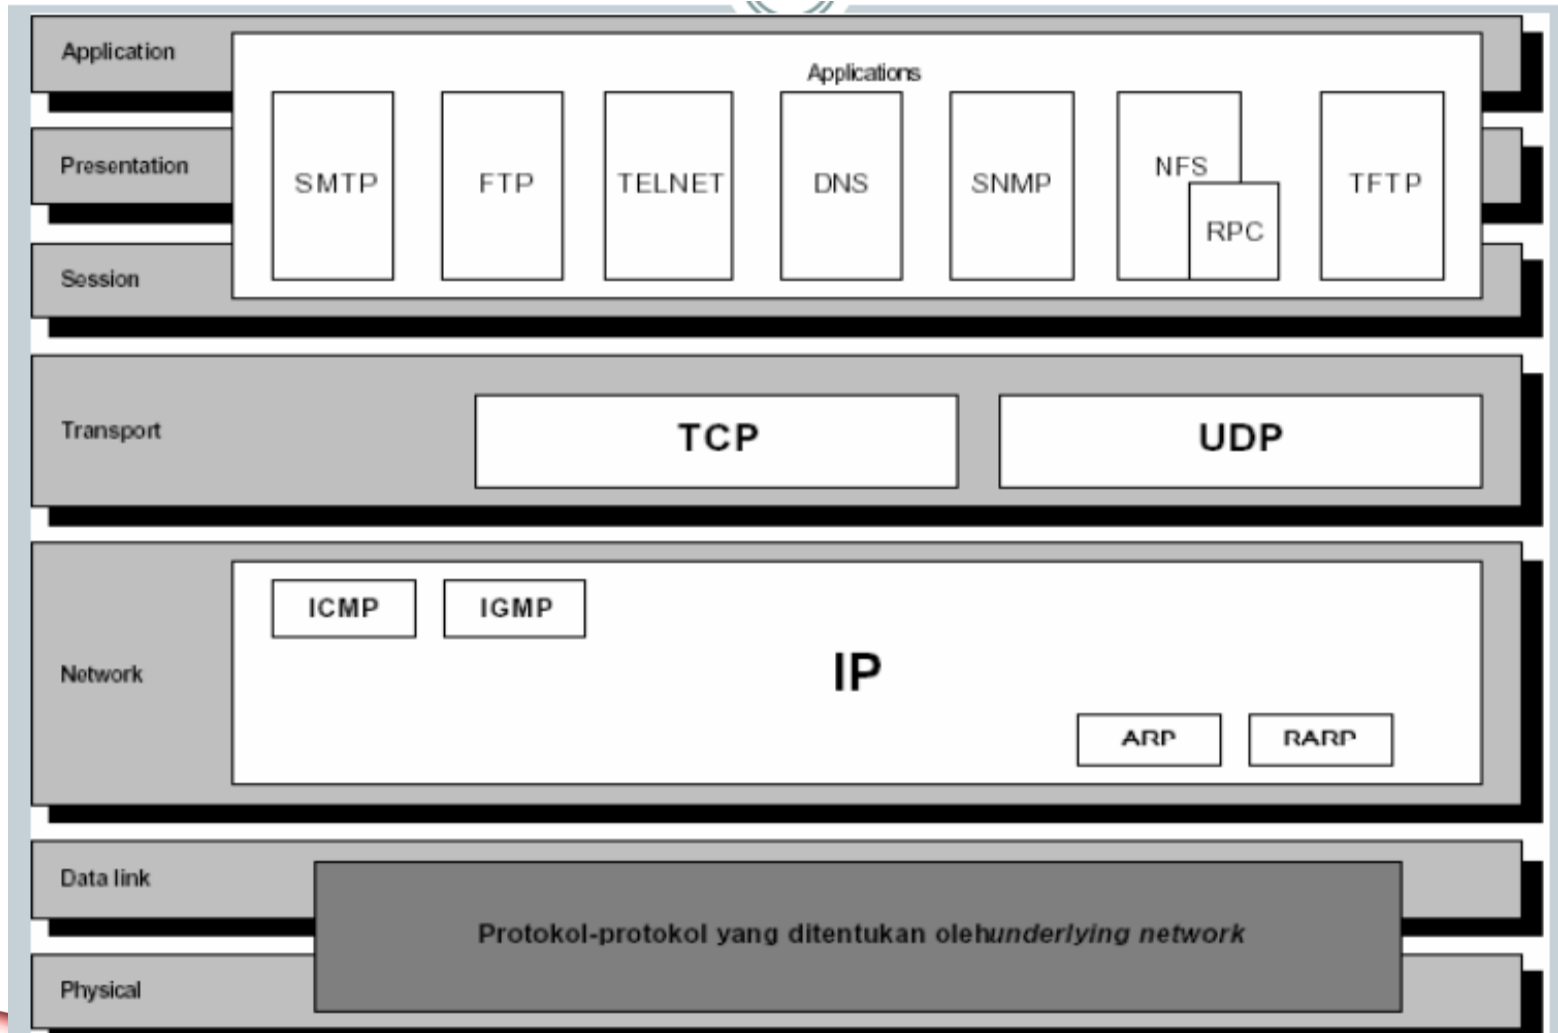 Application
Applications
Presentation
SMTP
FTP
TELNET
DNS
SNMP
NFS
RPC
TFTP
Session
Transport
TCP
UDP
Network
ICMP
IGMP
IP
ARP
RARP
Data link
Protokol-protokol yang ditentukan olehunderlying network
Physical